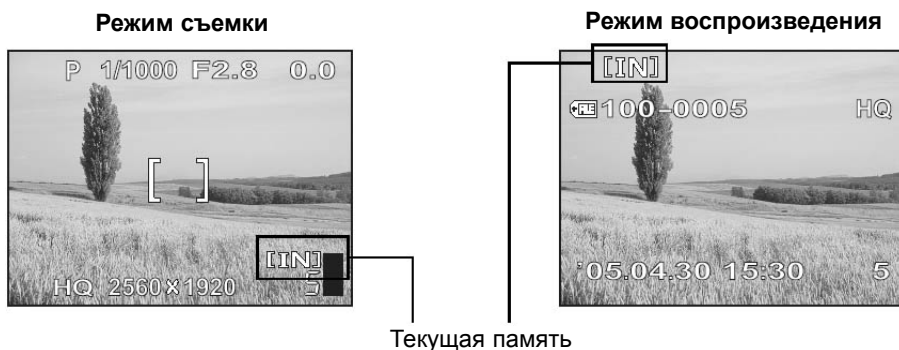 Режим съемки
Режим воспроизведения
P 1/1000 F2.8 0.0
[IN]
HQ 2560×1920
[IN]
100-0005 HQ
'05.04.30 15:30 5
Текущая память